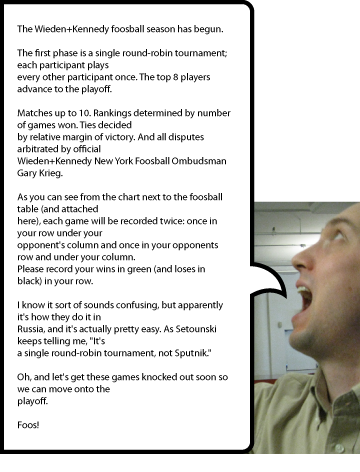 The Wieden+Kennedy foosball season has begun.
The first phase is a single round-robin tournament;
each participant plays
every other participant once. The top 8 players
advance to the playoff.
Matches up to 10. Rankings determined by number
of games won. Ties decided
by relative margin of victory. And all disputes
arbitrated by official
Wieden+Kennedy New York Foosball Ombudsman
Gary Krieg.
As you can see from the chart next to the foosball
table (and attached
here), each game will be recorded twice: once in
your row under your
opponent's column and once in your opponents
row and under your column.
Please record your wins in green (and loses in
black) in your row.
I know it sort of sounds confusing, but apparently
it's how they do it in
Russia, and it's actually pretty easy. As Setounski
keeps telling me, "It's
a single round-robin tournament, not Sputnik."
Oh, and let's get these games knocked out soon so
we can move onto the
playoff.
Foos!